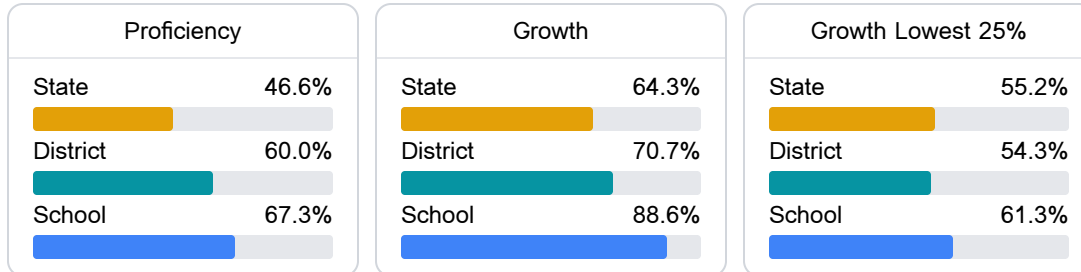 Proficiency
State 46.6%
District 60.0%
School 67.3%
Growth
State 64.3%
District 70.7%
School 88.6%
Growth Lowest 25%
State 55.2%
District 54.3%
School 61.3%